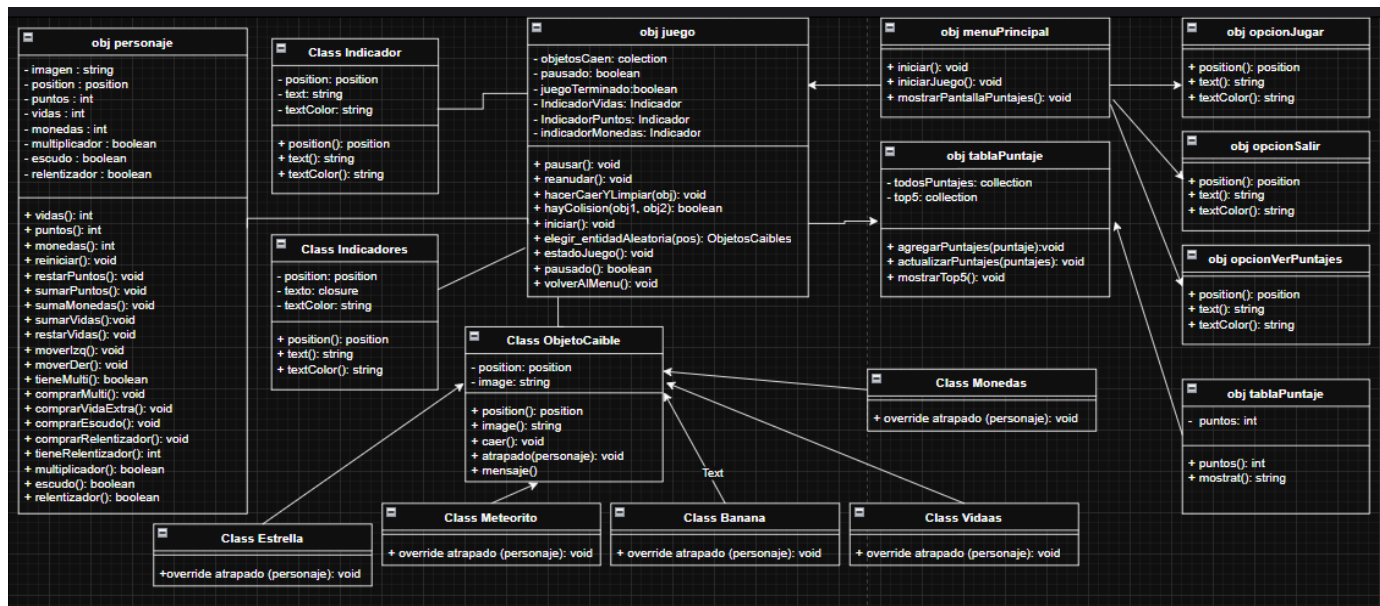 obj personaje
- imagen : string
- position : position
- puntos : int
- vidas : int
- monedas : int
- multiplicador : boolean
- escudo : boolean
- relentizador : boolean
+ vidas(): int
+ puntos(): int
+ monedas(): int
+ reiniciar(): void
+ restarPuntos(): void
+ sumarPuntos(): void
+ sumaMonedas(): void
+ sumarVidas():void
+ restarVidas(): void
+ moverIzq(): void
+ moverDer(): void
+ tieneMulti(): boolean
+ comprarMulti(): void
+ comprarVidaExtra(): void
+ comprarEscudo(): void
+ comprarRelentizador(): void
+ tieneRelentizador(): int
+ multiplicador(): boolean
+ escudo(): boolean
+ relentizador(): boolean
Class Indicador
- position: position
- text: string
- textColor: string
+ position(): position
+ text(): string
+ textColor(): string
Class Indicadores
- position: position
- texto: closure
- textColor: string
+ position(): position
+ text(): string
+ textColor(): string
obj juego
- objetosCaen: colection
- pausado: boolean
- juegoTerminado:boolean
- IndicadorVidas: Indicador
- IndicadorPuntos: Indicador
- indicadorMonedas: Indicador
+ pausar(): void
+ reanudar(): void
+ hacerCaerYLimpiar(obj): void
+ hayColision(obj1, obj2): boolean
+ iniciar(): void
+ elegir_entidadAleatoria(pos): ObjetosCaibles
+ estadoJuego(): void
+ pausado(): boolean
+ volverAlMenu(): void
obj menuPrincipal
+ iniciar(): void
+ iniciarJuego(): void
+ mostrarPantallaPuntajes(): void
obj tablaPuntaje
- todosPuntajes: collection
- top5: collection
+ agregarPuntajes(puntaje):void
+ actualizarPuntajes(puntajes): void
+ mostrarTop5(): void
obj opcionJugar
+ position(): position
+ text(): string
+ textColor(): string
obj opcionSalir
+ position(): position
+ text(): string
+ textColor(): string
obj opcionVerPuntajes
+ position(): position
+ text(): string
+ textColor(): string
obj tablaPuntaje
- puntos: int
+ puntos(): int
+ mostrat(): string
Class ObjetoCaible
- position: position
- image: string
+ position(): position
+ image(): string
+ caer(): void
+ atrapado(personaje): void
+ mensaje()
Class Monedas
+ override atrapado (personaje): void
Text
Class Meteorito
+ override atrapado (personaje): void
Class Banana
+ override atrapado (personaje): void
Class Vidaas
+ override atrapado (personaje): void
Class Estrella
+override atrapado (personaje): void